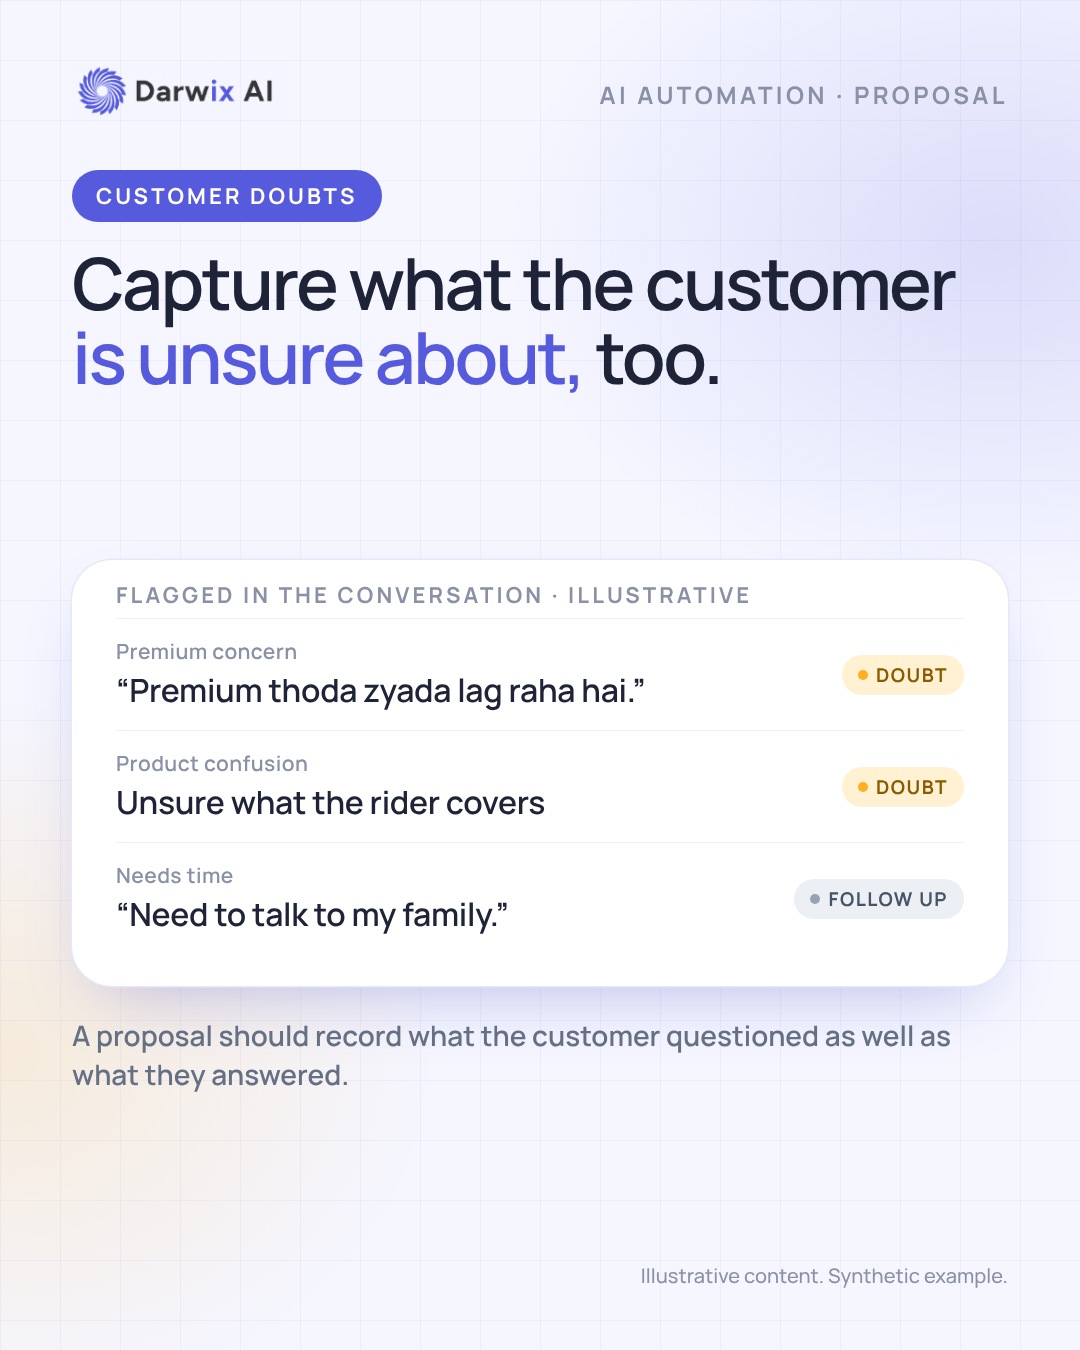 Darwix AI
AI AUTOMATION · PROPOSAL
CUSTOMER DOUBTS
Capture what the customer
is unsure about, too.
FLAGGED IN THE CONVERSATION · ILLUSTRATIVE
Premium concern
“Premium thoda zyada lag raha hai.”
DOUBT
Product confusion
Unsure what the rider covers
DOUBT
Needs time
“Need to talk to my family.”
FOLLOW UP
A proposal should record what the customer questioned as well as
what they answered.
Illustrative content. Synthetic example.